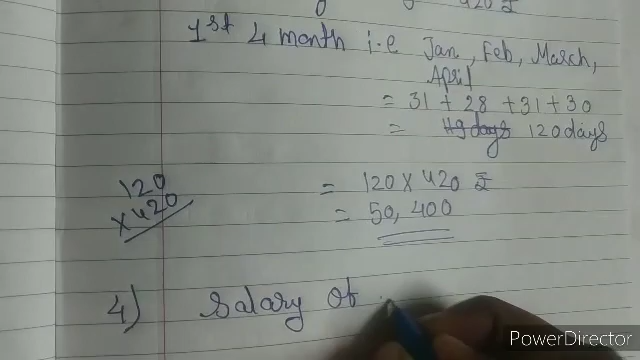 420 ₹
1st 4 month i.e Jan, Feb, March,
April
= 31 + 28 + 31 + 30
= 120 days
120
x 420
= 120 x 420 ₹
= 50,400
4) Salary of
PowerDirector